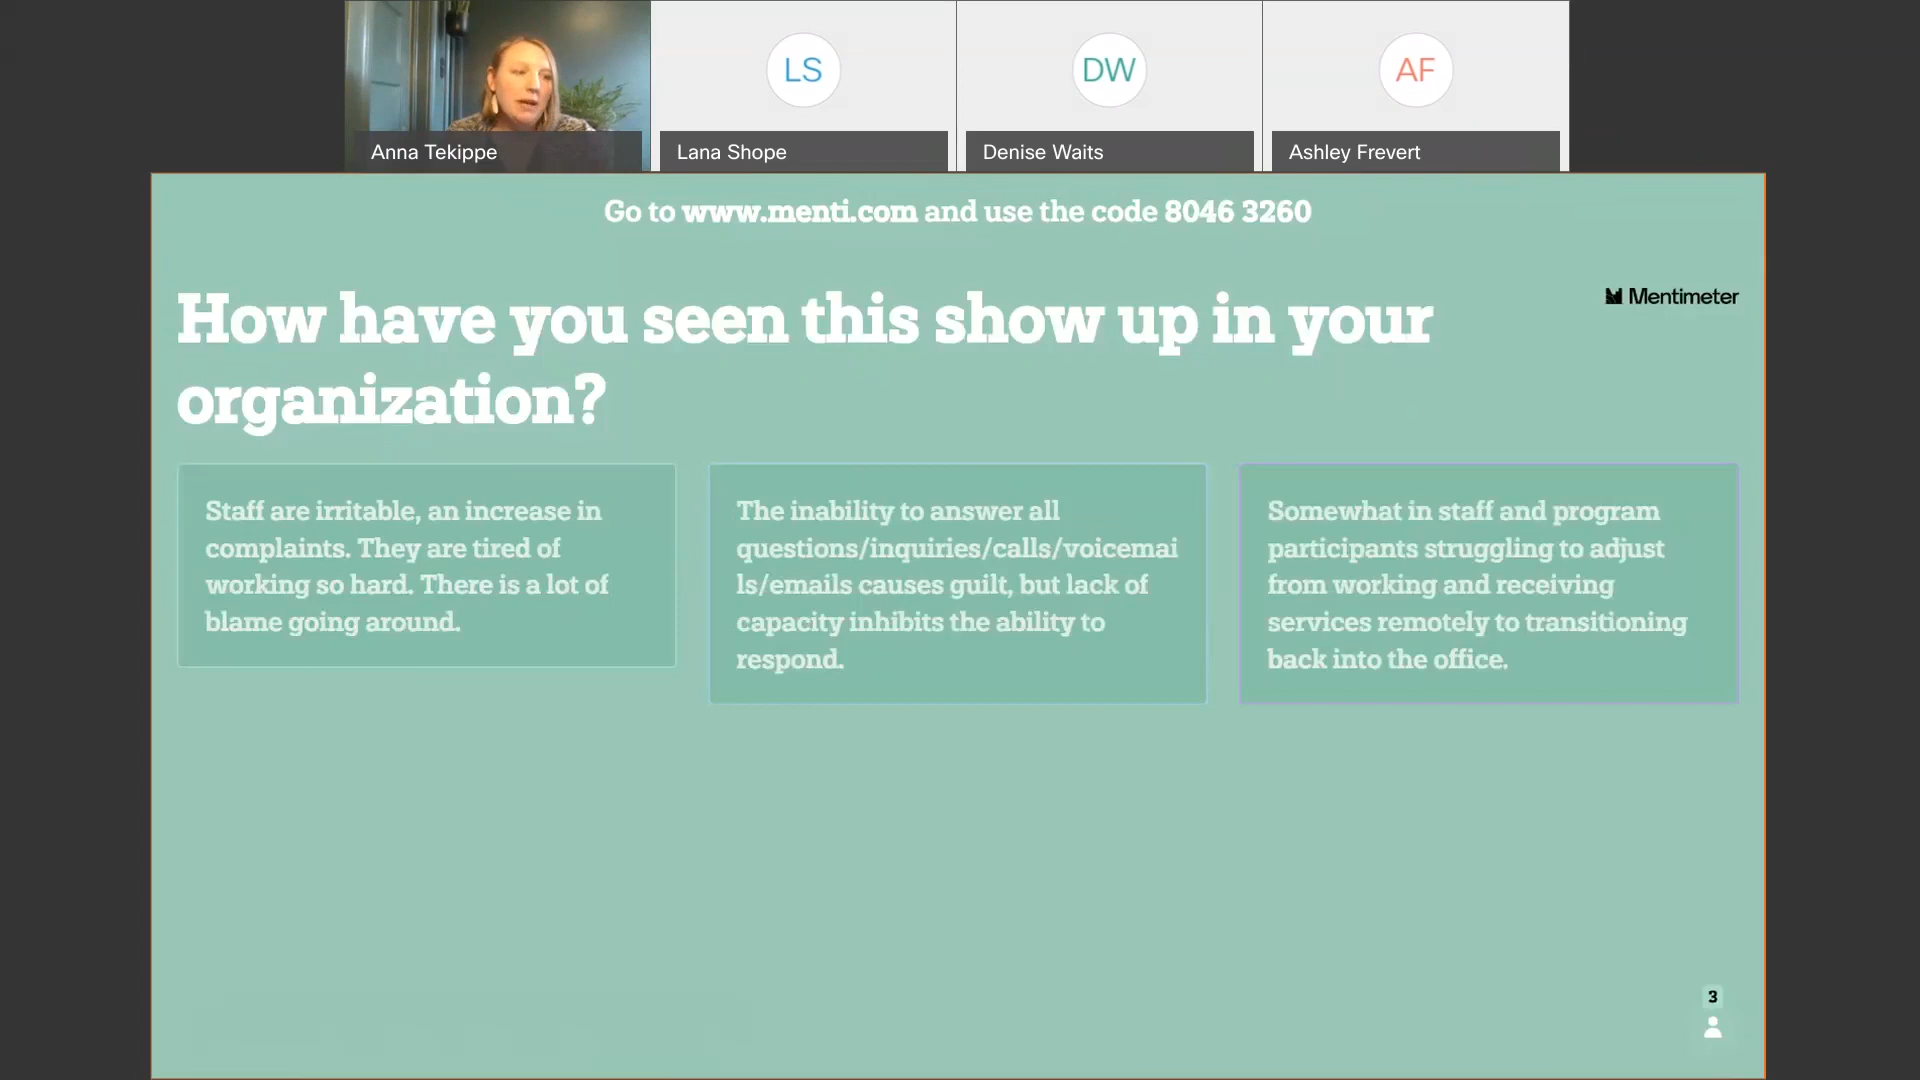 LS
DW
AF
Anna Tekippe
Lana Shope
Denise Waits
Ashley Frevert
Go to www.menti.com and use the code 8046 3260
Mentimeter
How have you seen this show up in your
organization?
Staff are irritable, an increase in
complaints. They are tired of
working so hard. There is a lot of
blame going around.
The inability to answer all
questions/inquiries/calls/voicemai
ls/emails causes guilt, but lack of
capacity inhibits the ability to
respond.
Somewhat in staff and program
participants struggling to adjust
from working and receiving
services remotely to transitioning
back into the office.
3